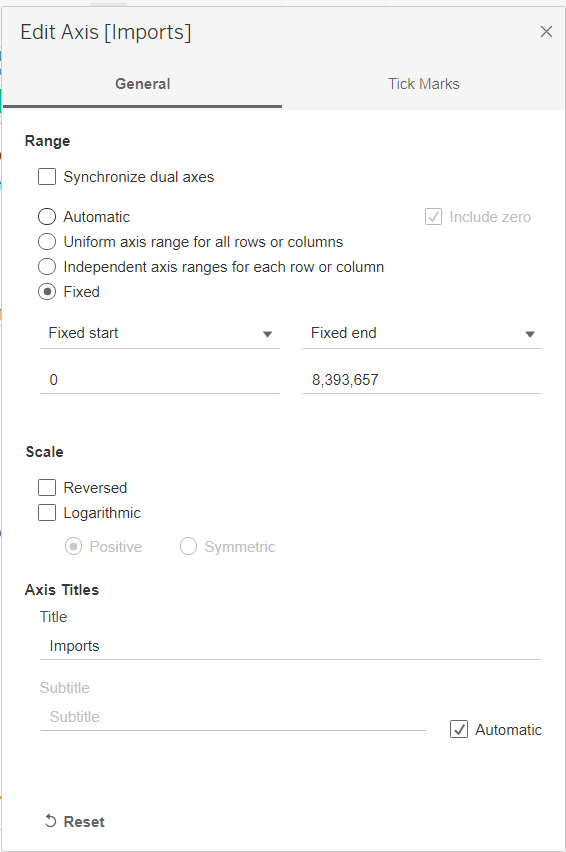 Edit Axis [Imports]
General Tick Marks
Range
Synchronize dual axes
Automatic Include zero
Uniform axis range for all rows or columns
Independent axis ranges for each row or column
Fixed
Fixed start Fixed end
0 8,393,657
Scale
Reversed
Logarithmic
Positive Symmetric
Axis Titles
Title
Imports
Subtitle
Subtitle
Automatic
Reset